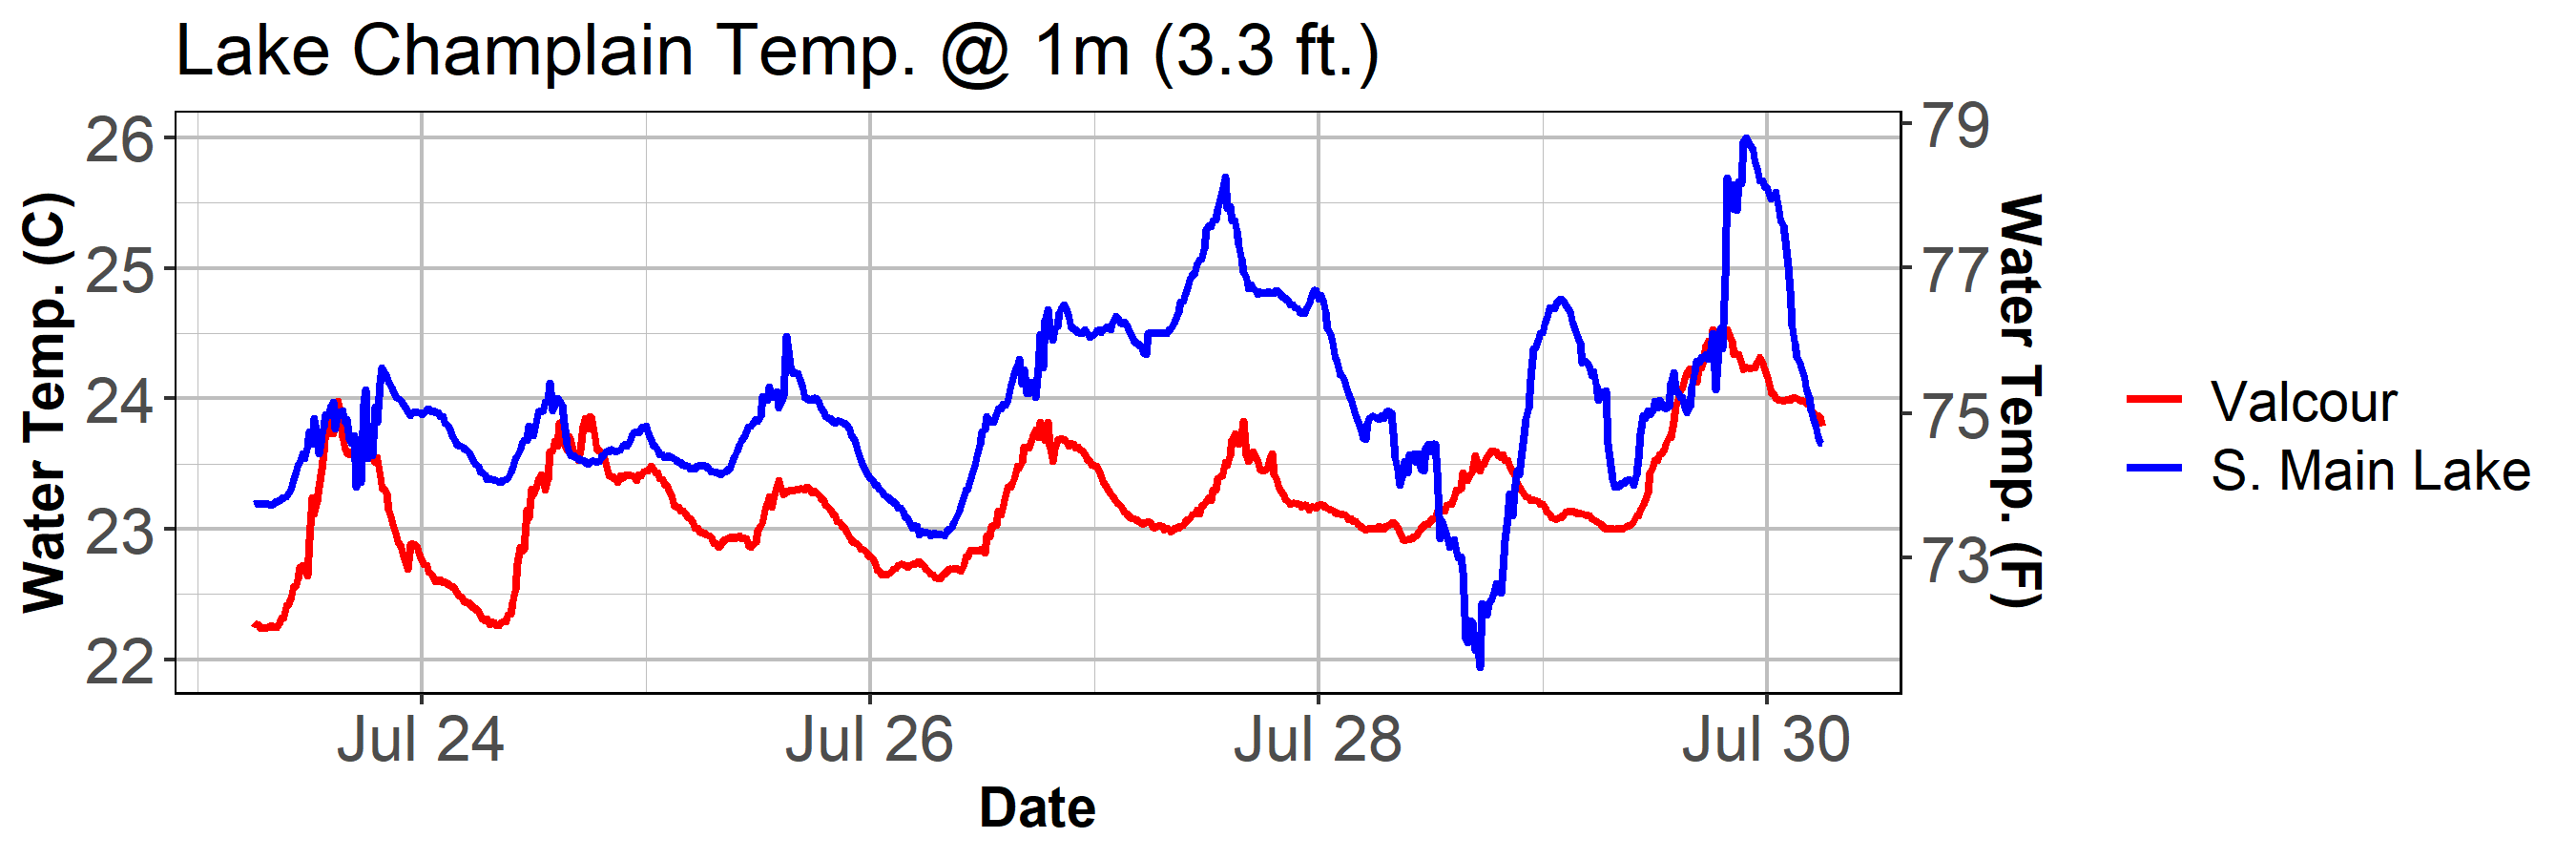 Lake Champlain Temp. @ 1m (3.3 ft.)
Water Temp. (C)
26
25
24
23
22
79
77
75
73
Water Temp. (F)
Jul 24
Jul 26
Jul 28
Jul 30
Date
Valcour
S. Main Lake